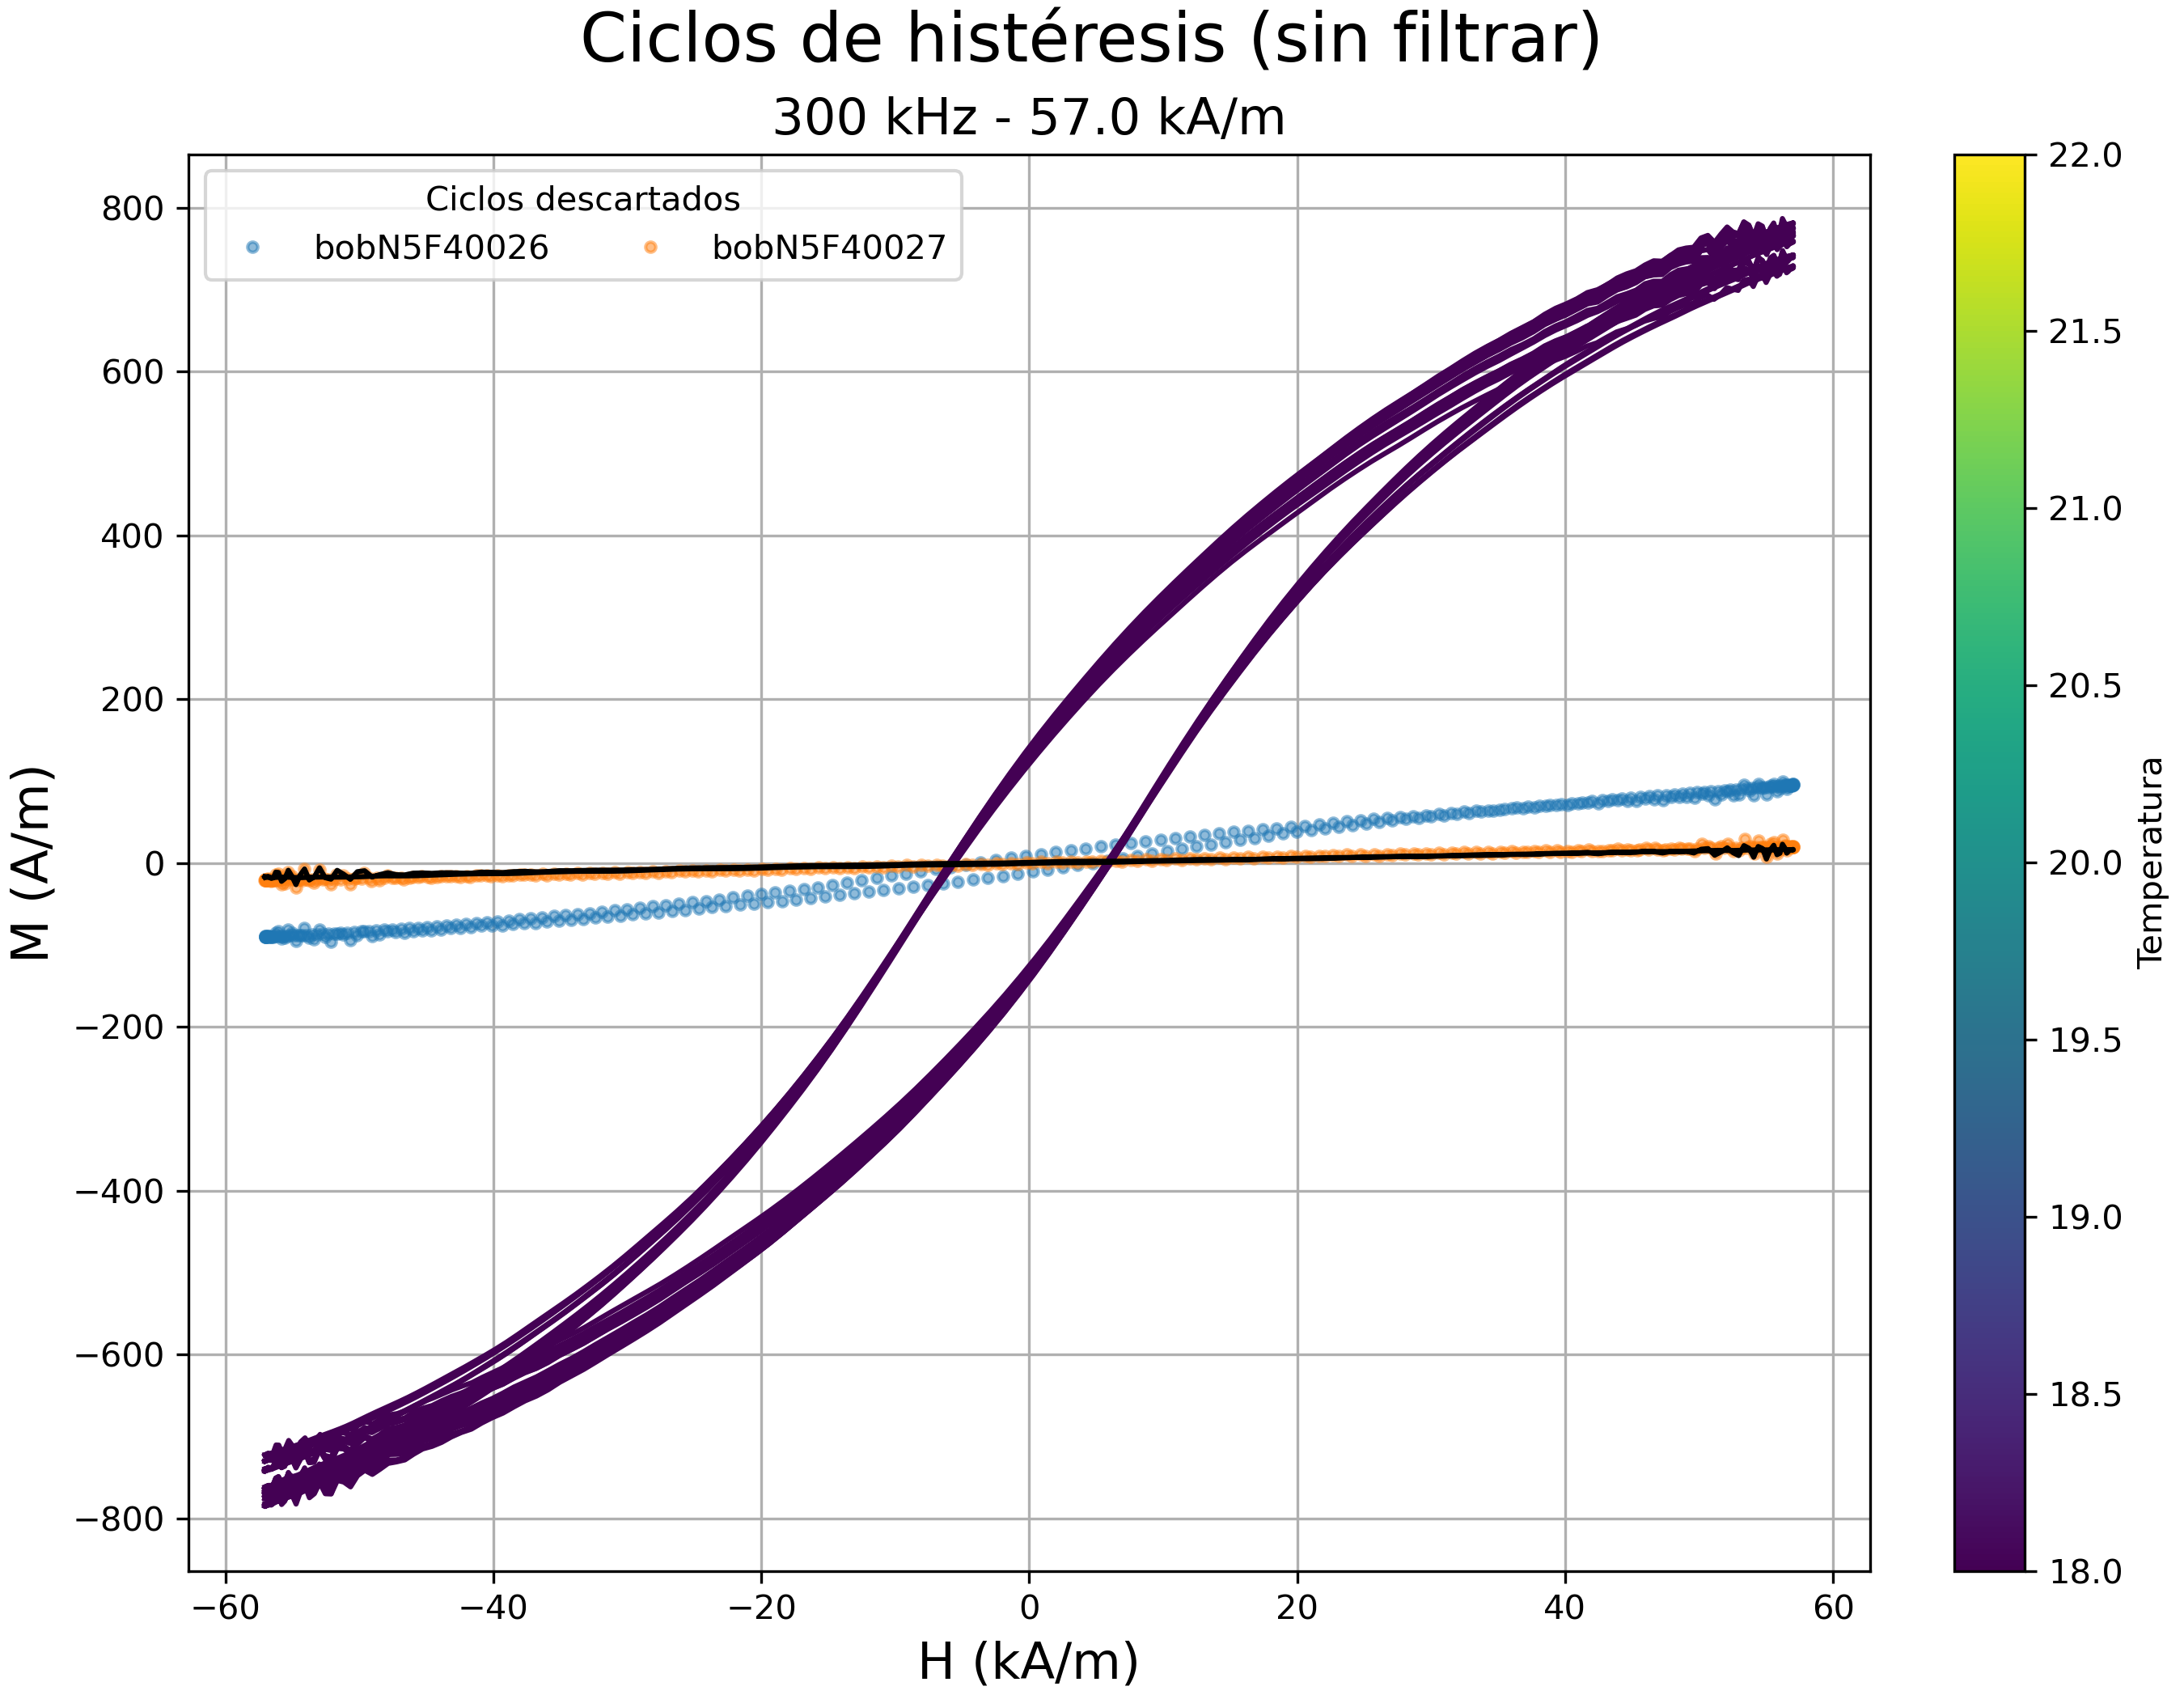 Ciclos de histéresis (sin filtrar)
300 kHz - 57.0 kA/m
Ciclos descartados
bobN5F40026 bobN5F40027
M (A/m)
800
600
400
200
0
−200
−400
−600
−800
−60 −40 −20 0 20 40 60
H (kA/m)
22.0
21.5
21.0
20.5
20.0
19.5
19.0
18.5
18.0
Temperatura